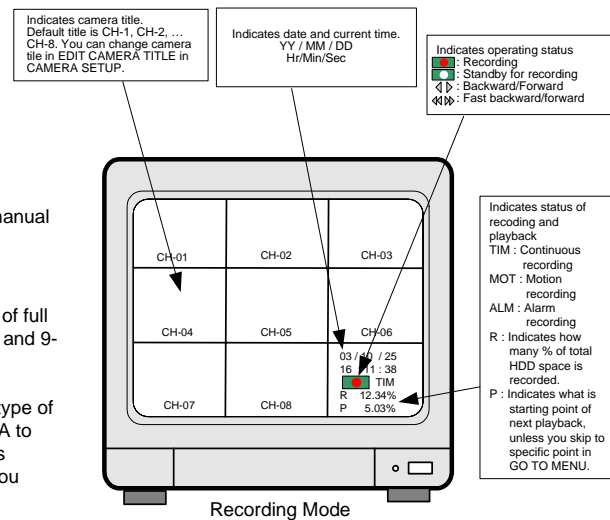 Indicates camera title.
Default title is CH-1, CH-2, …
CH-8. You can change camera
tile in EDIT CAMERA TITLE in
CAMERA SETUP.
Indicates date and current time.
YY / MM / DD
Hr/Min/Sec
Indicates operating status
: Recording
: Standby for recording
: Backward/Forward
: Fast backward/forward
manual
of full
and 9-
type of
A to
s
ou
CH-01
CH-02
CH-03
CH-04
CH-05
CH-06
CH-07
CH-08
03 / 10 / 25
16 : 11 : 38
TIM
R 12.34%
P 5.03%
Indicates status of
recoding and
playback
TIM : Continuous
recording
MOT : Motion
recording
ALM : Alarm
recording
R : Indicates how
many % of total
HDD space is
recorded.
P : Indicates what is
starting point of
next playback,
unless you skip to
specific point in
GO TO MENU.
Recording Mode